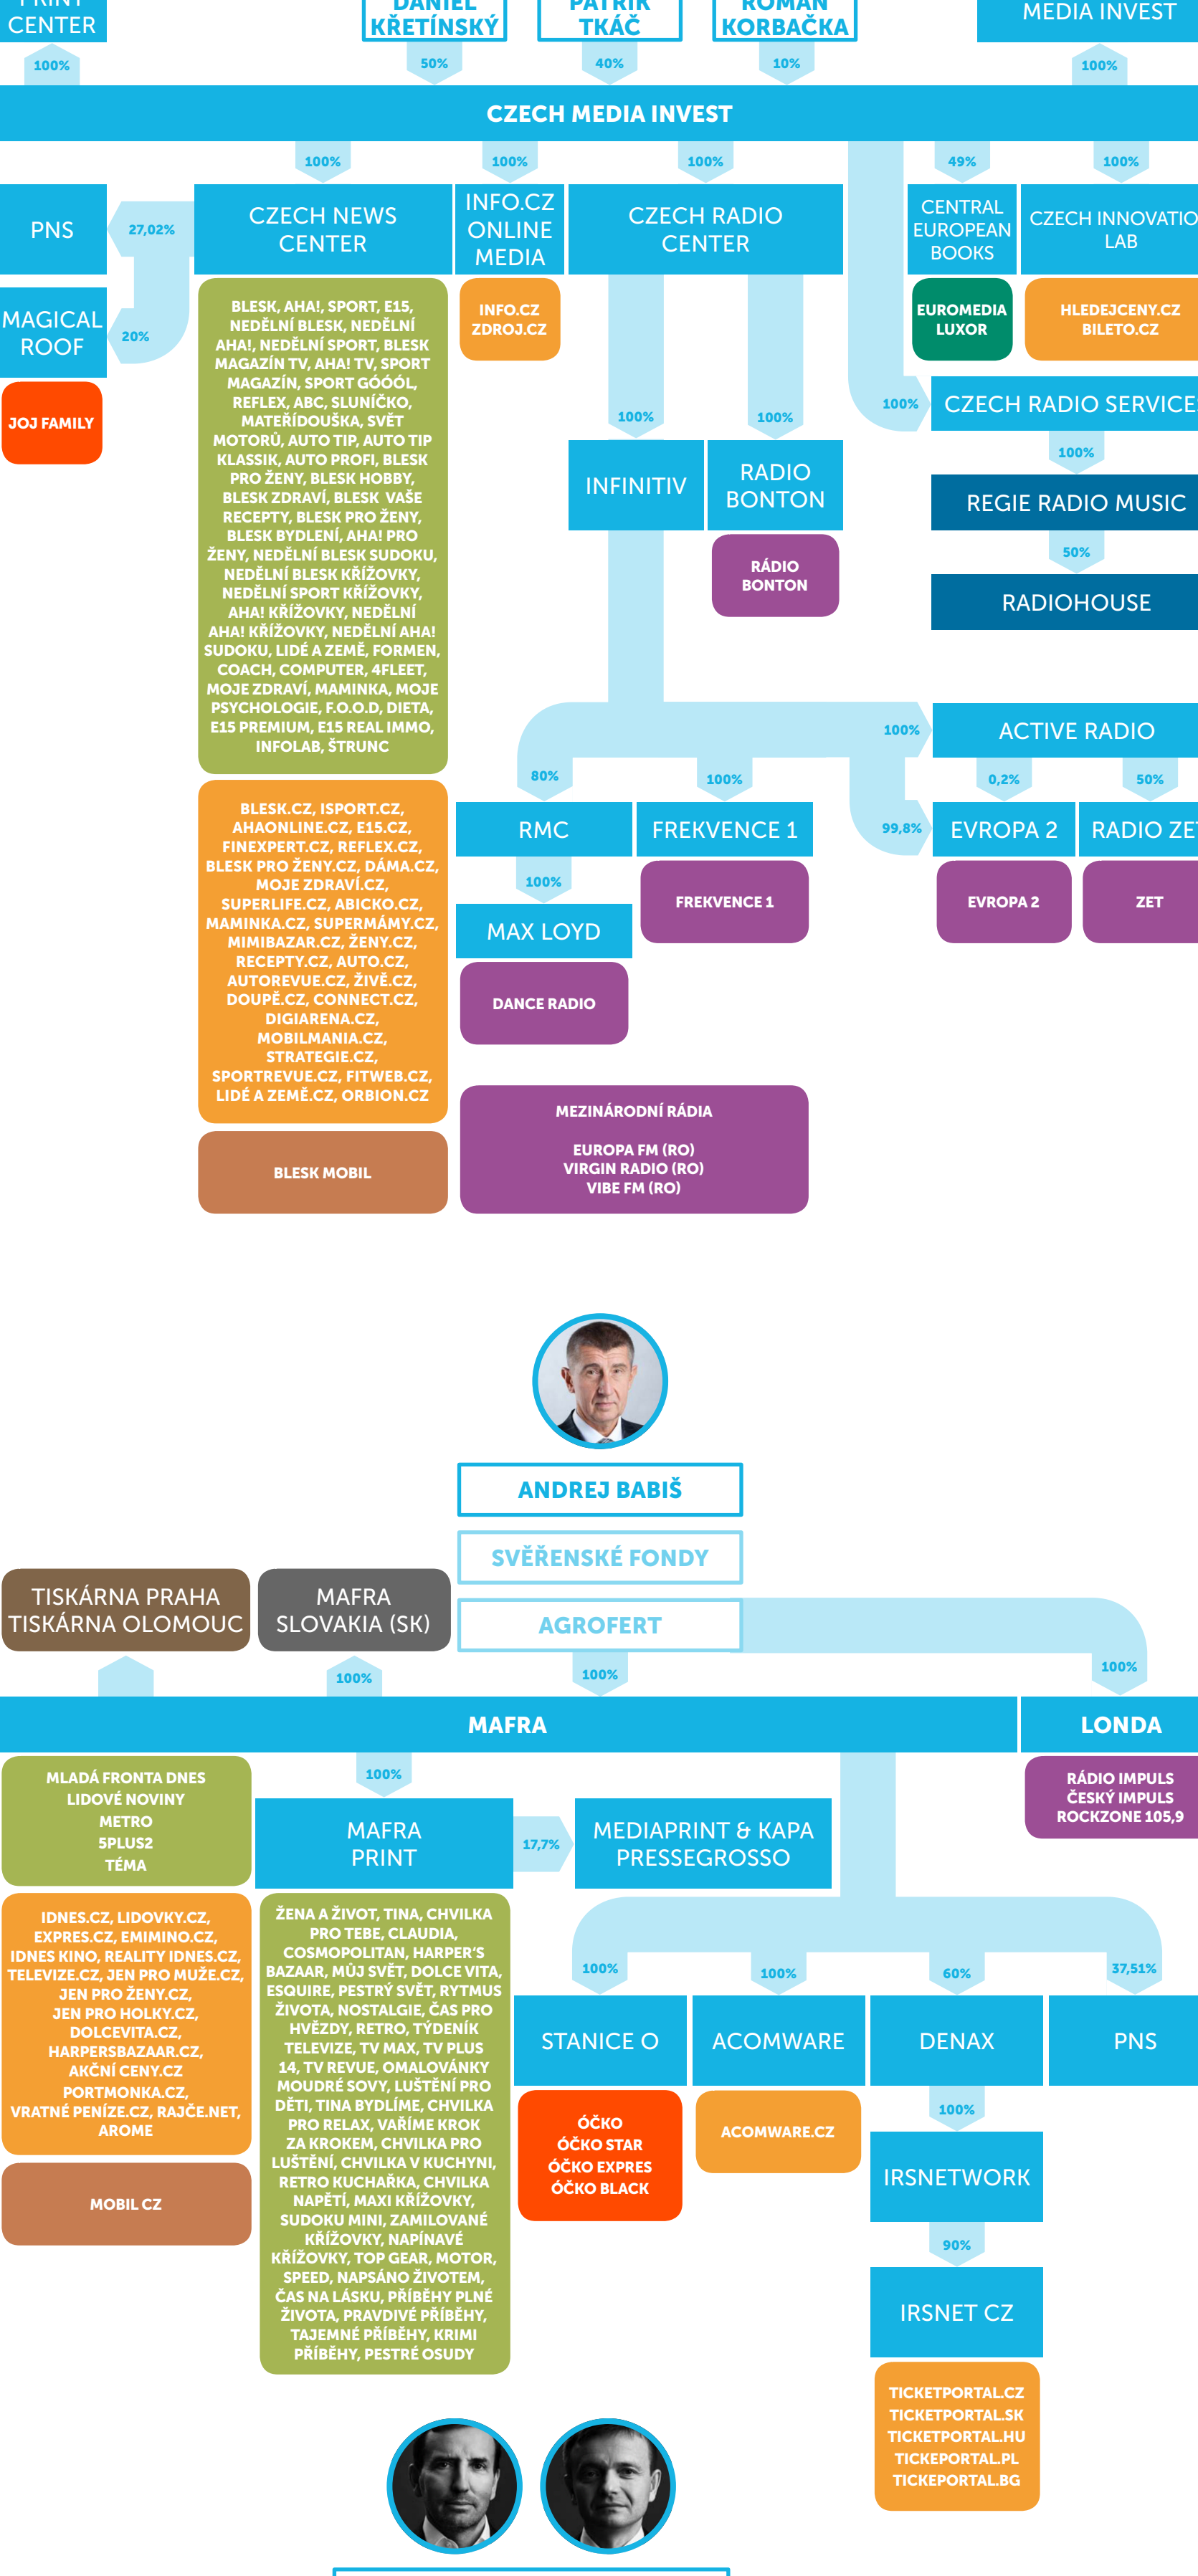 PRINT
CENTER
DANIEL
KŘETÍNSKÝ
PATRIK
TKÁČ
ROMAN
KORBAČKA
MEDIA INVEST
100%
50%
40%
10%
100%
CZECH MEDIA INVEST
100%
100%
100%
49%
100%
PNS
27,02%
CZECH NEWS
CENTER
INFO.CZ
ONLINE
MEDIA
CZECH RADIO
CENTER
CENTRAL
EUROPEAN
BOOKS
CZECH INNOVATIO
LAB
MAGICAL
ROOF
20%
JOJ FAMILY
BLESK, AHA!, SPORT, E15,
NEDĚLNÍ BLESK, NEDĚLNÍ
AHA!, NEDĚLNÍ SPORT, BLESK
MAGAZÍN TV, AHA! TV, SPORT
MAGAZÍN, SPORT GÓÓÓL,
REFLEX, ABC, SLUNÍČKO,
MATEŘÍDOUŠKA, SVĚT
MOTORŮ, AUTO TIP, AUTO TIP
KLASSIK, AUTO PROFI, BLESK
PRO ŽENY, BLESK HOBBY,
BLESK ZDRAVÍ, BLESK VAŠE
RECEPTY, BLESK PRO ŽENY,
BLESK BYDLENÍ, AHA! PRO
ŽENY, NEDĚLNÍ BLESK SUDOKU,
NEDĚLNÍ BLESK KŘÍŽOVKY,
NEDĚLNÍ SPORT KŘÍŽOVKY,
AHA! KŘÍŽOVKY, NEDĚLNÍ
AHA! KŘÍŽOVKY, NEDĚLNÍ AHA!
SUDOKU, LIDÉ A ZEMĚ, FORMEN,
COACH, COMPUTER, 4FLEET,
MOJE ZDRAVÍ, MAMINKA, MOJE
PSYCHOLOGIE, F.O.O.D, DIETA,
E15 PREMIUM, E15 REAL IMMO,
INFOLAB, ŠTRUNC
INFO.CZ
ZDROJ.CZ
EUROMEDIA
LUXOR
HLEDEJCENY.CZ
BILETO.CZ
100%
CZECH RADIO SERVICE
100%
100%
100%
INFINITIV
RADIO
BONTON
REGIE RADIO MUSIC
50%
RÁDIO
BONTON
RADIOHOUSE
100%
ACTIVE RADIO
80%
100%
0,2%
50%
RMC
FREKVENCE 1
99,8%
EVROPA 2
RADIO ZET
100%
FREKVENCE 1
EVROPA 2
ZET
MAX LOYD
DANCE RADIO
BLESK.CZ, ISPORT.CZ,
AHAONLINE.CZ, E15.CZ,
FINEXPERT.CZ, REFLEX.CZ,
BLESK PRO ŽENY.CZ, DÁMA.CZ,
MOJE ZDRAVÍ.CZ,
SUPERLIFE.CZ, ABICKO.CZ,
MAMINKA.CZ, SUPERMÁMY.CZ,
MIMIBAZAR.CZ, ŽENY.CZ,
RECEPTY.CZ, AUTO.CZ,
AUTOREVUE.CZ, ŽIVĚ.CZ,
DOUPĚ.CZ, CONNECT.CZ,
DIGIARENA.CZ,
MOBILMANIA.CZ,
STRATEGIE.CZ,
SPORTREVUE.CZ, FITWEB.CZ,
LIDÉ A ZEMĚ.CZ, ORBION.CZ
BLESK MOBIL
MEZINÁRODNÍ RÁDIA
EUROPA FM (RO)
VIRGIN RADIO (RO)
VIBE FM (RO)
ANDREJ BABIŠ
SVĚŘENSKÉ FONDY
AGROFERT
TISKÁRNA PRAHA
TISKÁRNA OLOMOUC
MAFRA
SLOVAKIA (SK)
100%
100%
100%
MAFRA
LONDA
MLADÁ FRONTA DNES
LIDOVÉ NOVINY
METRO
5PLUS2
TÉMA
100%
RÁDIO IMPULS
ČESKÝ IMPULS
ROCKZONE 105,9
MAFRA
PRINT
17,7%
MEDIAPRINT & KAPA
PRESSEGROSSO
IDNES.CZ, LIDOVKY.CZ,
EXPRES.CZ, EMIMINO.CZ,
IDNES KINO, REALITY IDNES.CZ,
TELEVIZE.CZ, JEN PRO MUŽE.CZ,
JEN PRO ŽENY.CZ,
JEN PRO HOLKY.CZ,
DOLCEVITA.CZ,
HARPERSBAZAAR.CZ,
AKČNÍ CENY.CZ
PORTMONKA.CZ,
VRATNÉ PENÍZE.CZ, RAJČE.NET,
AROME
MOBIL CZ
ŽENA A ŽIVOT, TINA, CHVILKA
PRO TEBE, CLAUDIA,
COSMOPOLITAN, HARPER'S
BAZAAR, MŮJ SVĚT, DOLCE VITA,
ESQUIRE, PESTRÝ SVĚT, RYTMUS
ŽIVOTA, NOSTALGIE, ČAS PRO
HVĚZDY, RETRO, TÝDENÍK
TELEVIZE, TV MAX, TV PLUS
14, TV REVUE, OMALOVÁNKY
MOUDRÉ SOVY, LUŠTĚNÍ PRO
DĚTI, TINA BYDLÍME, CHVILKA
PRO RELAX, VAŘÍME KROK
ZA KROKEM, CHVILKA PRO
LUŠTĚNÍ, CHVILKA V KUCHYNI,
RETRO KUCHAŘKA, CHVILKA
NAPĚTÍ, MAXI KŘÍŽOVKY,
SUDOKU MINI, ZAMILOVANÉ
KŘÍŽOVKY, NAPÍNAVÉ
KŘÍŽOVKY, TOP GEAR, MOTOR,
SPEED, NAPSÁNO ŽIVOTEM,
ČAS NA LÁSKU, PŘÍBĚHY PLNÉ
ŽIVOTA, PRAVDIVÉ PŘÍBĚHY,
TAJEMNÉ PŘÍBĚHY, KRIMI
PŘÍBĚHY, PESTRÉ OSUDY
100%
100%
60%
37,51%
STANICE O
ACOMWARE
DENAX
PNS
ÓČKO
ÓČKO STAR
ÓČKO EXPRES
ÓČKO BLACK
ACOMWARE.CZ
100%
IRSNETWORK
90%
IRSNET CZ
TICKETPORTAL.CZ
TICKETPORTAL.SK
TICKETPORTAL.HU
TICKEPORTAL.PL
TICKEPORTAL.BG